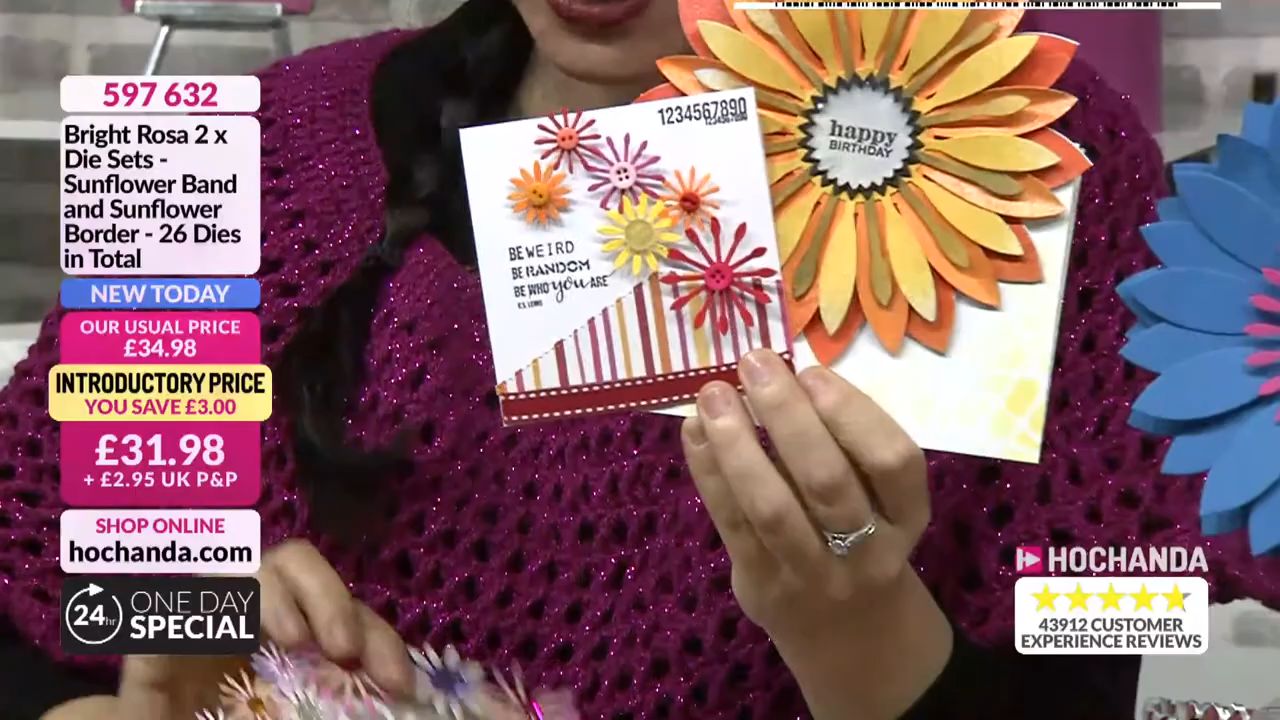 597 632
Bright Rosa 2 x
Die Sets -
Sunflower Band
and Sunflower
Border - 26 Dies
in Total
NEW TODAY
OUR USUAL PRICE
£34.98
INTRODUCTORY PRICE
YOU SAVE £3.00
£31.98
+ £2.95 UK P&P
SHOP ONLINE
hochanda.com
24hr
ONE DAY
SPECIAL
1234567890
BE WEIRD
BE RANDOM
BE WHO you ARE
C.S. LEWIS
happy
BIRTHDAY
HOCHANDA
43912 CUSTOMER
EXPERIENCE REVIEWS